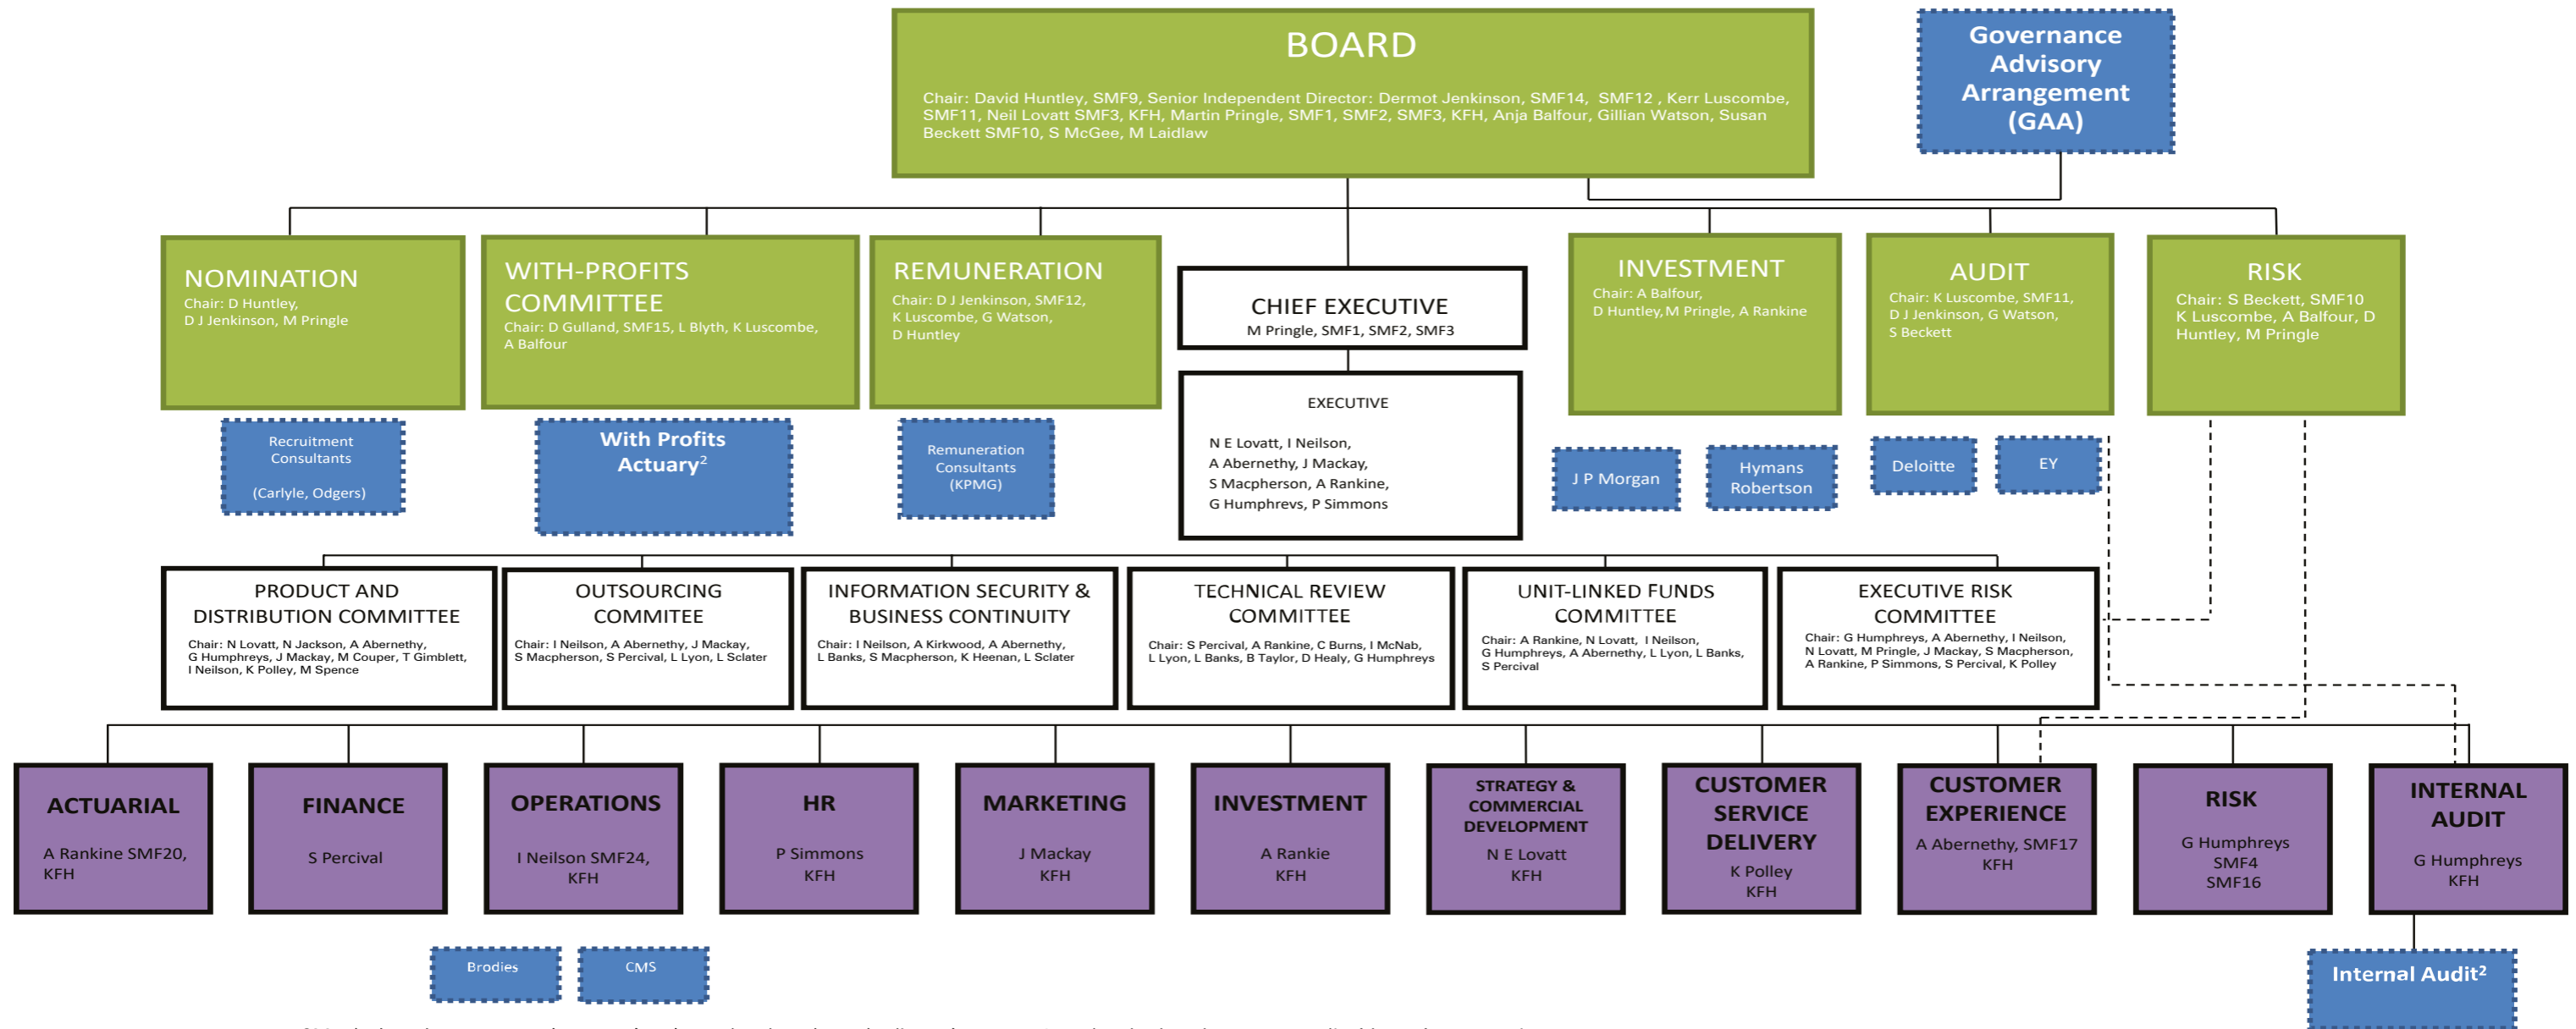 BOARD
Chair: David Huntley, SMF9, Senior Independent Director: Dermot Jenkinson, SMF14, SMF12 , Kerr Luscombe,
SMF11, Neil Lovatt SMF3, KFH, Martin Pringle, SMF1, SMF2, SMF3, KFH, Anja Balfour, Gillian Watson, Susan
Beckett SMF10, S McGee, M Laidlaw
Governance
Advisory
Arrangement
(GAA)
NOMINATION
Chair: D Huntley,
D J Jenkinson, M Pringle
WITH-PROFITS
COMMITTEE
Chair: D Gulland, SMF15, L Blyth, K Luscombe,
A Balfour
REMUNERATION
Chair: D J Jenkinson, SMF12,
K Luscombe, G Watson,
D Huntley
CHIEF EXECUTIVE
M Pringle, SMF1, SMF2, SMF3
INVESTMENT
Chair: A Balfour,
D Huntley, M Pringle, A Rankine
AUDIT
Chair: K Luscombe, SMF11,
D J Jenkinson, G Watson,
S Beckett
RISK
Chair: S Beckett, SMF10
K Luscombe, A Balfour, D
Huntley, M Pringle
Recruitment
Consultants
(Carlyle, Odgers)
With Profits
Actuary²
Remuneration
Consultants
(KPMG)
EXECUTIVE
N E Lovatt, I Neilson,
A Abernethy, J Mackay,
S Macpherson, A Rankine,
G Humphrevs, P Simmons
J P Morgan
Hymans
Robertson
Deloitte
EY
PRODUCT AND
DISTRIBUTION COMMITTEE
Chair: N Lovatt, N Jackson, A Abernethy,
G Humphreys, J Mackay, M Couper, T Gimblett,
I Neilson, K Polley, M Spence
OUTSOURCING
COMMITEE
Chair: I Neilson, A Abernethy, J Mackay,
S Macpherson, S Percival, L Lyon, L Sclater
INFORMATION SECURITY &
BUSINESS CONTINUITY
Chair: I Neilson, A Kirkwood, A Abernethy,
L Banks, S Macpherson, K Heenan, L Sclater
TECHNICAL REVIEW
COMMITTEE
Chair: S Percival, A Rankine, C Burns, I McNab,
L Lyon, L Banks, B Taylor, D Healy, G Humphreys
UNIT-LINKED FUNDS
COMMITTEE
Chair: A Rankine, N Lovatt, I Neilson,
G Humphreys, A Abernethy, L Lyon, L Banks,
S Percival
EXECUTIVE RISK
COMMITTEE
Chair: G Humphreys, A Abernethy, I Neilson,
N Lovatt, M Pringle, J Mackay, S Macpherson,
A Rankine, P Simmons, S Percival, K Polley
ACTUARIAL
A Rankine SMF20,
KFH
FINANCE
S Percival
OPERATIONS
I Neilson SMF24,
KFH
HR
P Simmons
KFH
MARKETING
J Mackay
KFH
INVESTMENT
A Rankie
KFH
STRATEGY &
COMMERCIAL
DEVELOPMENT
N E Lovatt
KFH
CUSTOMER
SERVICE
DELIVERY
K Polley
KFH
CUSTOMER
EXPERIENCE
A Abernethy, SMF17
KFH
RISK
G Humphreys
SMF4
SMF16
INTERNAL
AUDIT
G Humphreys
KFH
Brodies
CMS
Internal Audit²